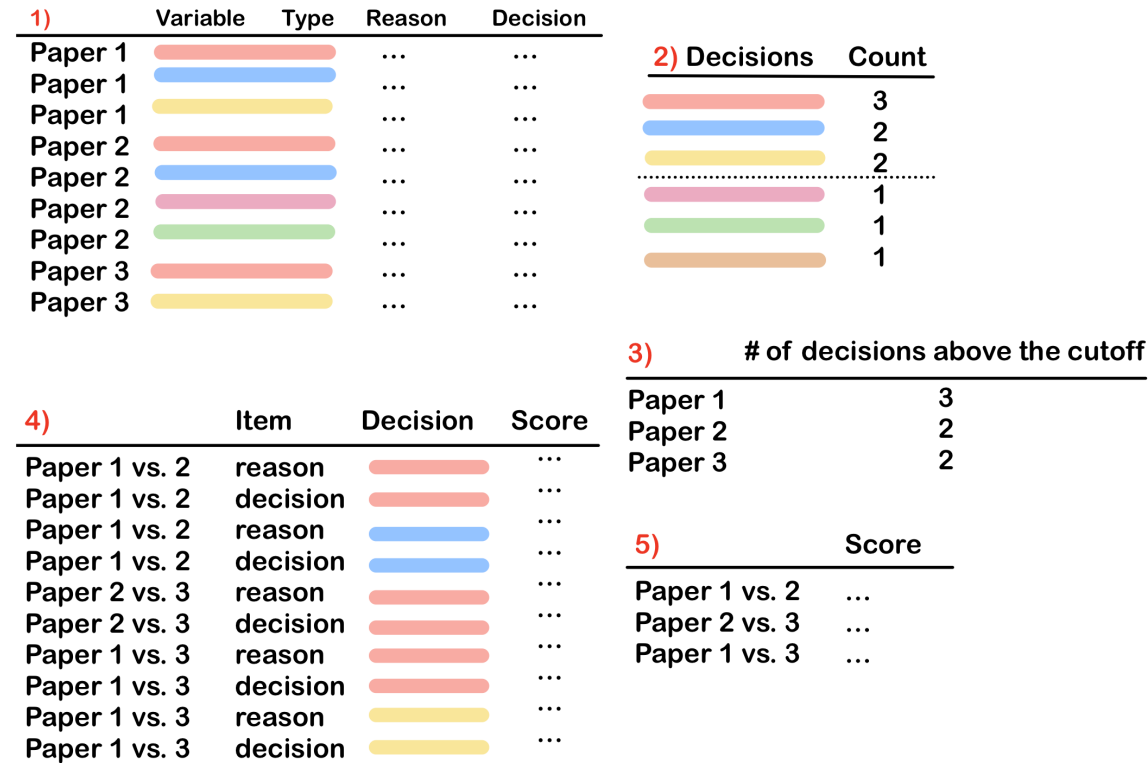 1) Variable Type Reason Decision
Paper 1 ... ...
Paper 1 ... ...
Paper 1 ... ...
Paper 2 ... ...
Paper 2 ... ...
Paper 2 ... ...
Paper 2 ... ...
Paper 3 ... ...
Paper 3 ... ...
2) Decisions Count
3
2
2
1
1
1
3) # of decisions above the cutoff
Paper 1 3
Paper 2 2
Paper 3 2
4) Item Decision Score
Paper 1 vs. 2 reason ...
Paper 1 vs. 2 decision ...
Paper 1 vs. 2 reason ...
Paper 1 vs. 2 decision ...
Paper 2 vs. 3 reason ...
Paper 2 vs. 3 decision ...
Paper 1 vs. 3 reason ...
Paper 1 vs. 3 decision ...
Paper 1 vs. 3 reason ...
Paper 1 vs. 3 decision ...
5) Score
Paper 1 vs. 2 ...
Paper 2 vs. 3 ...
Paper 1 vs. 3 ...